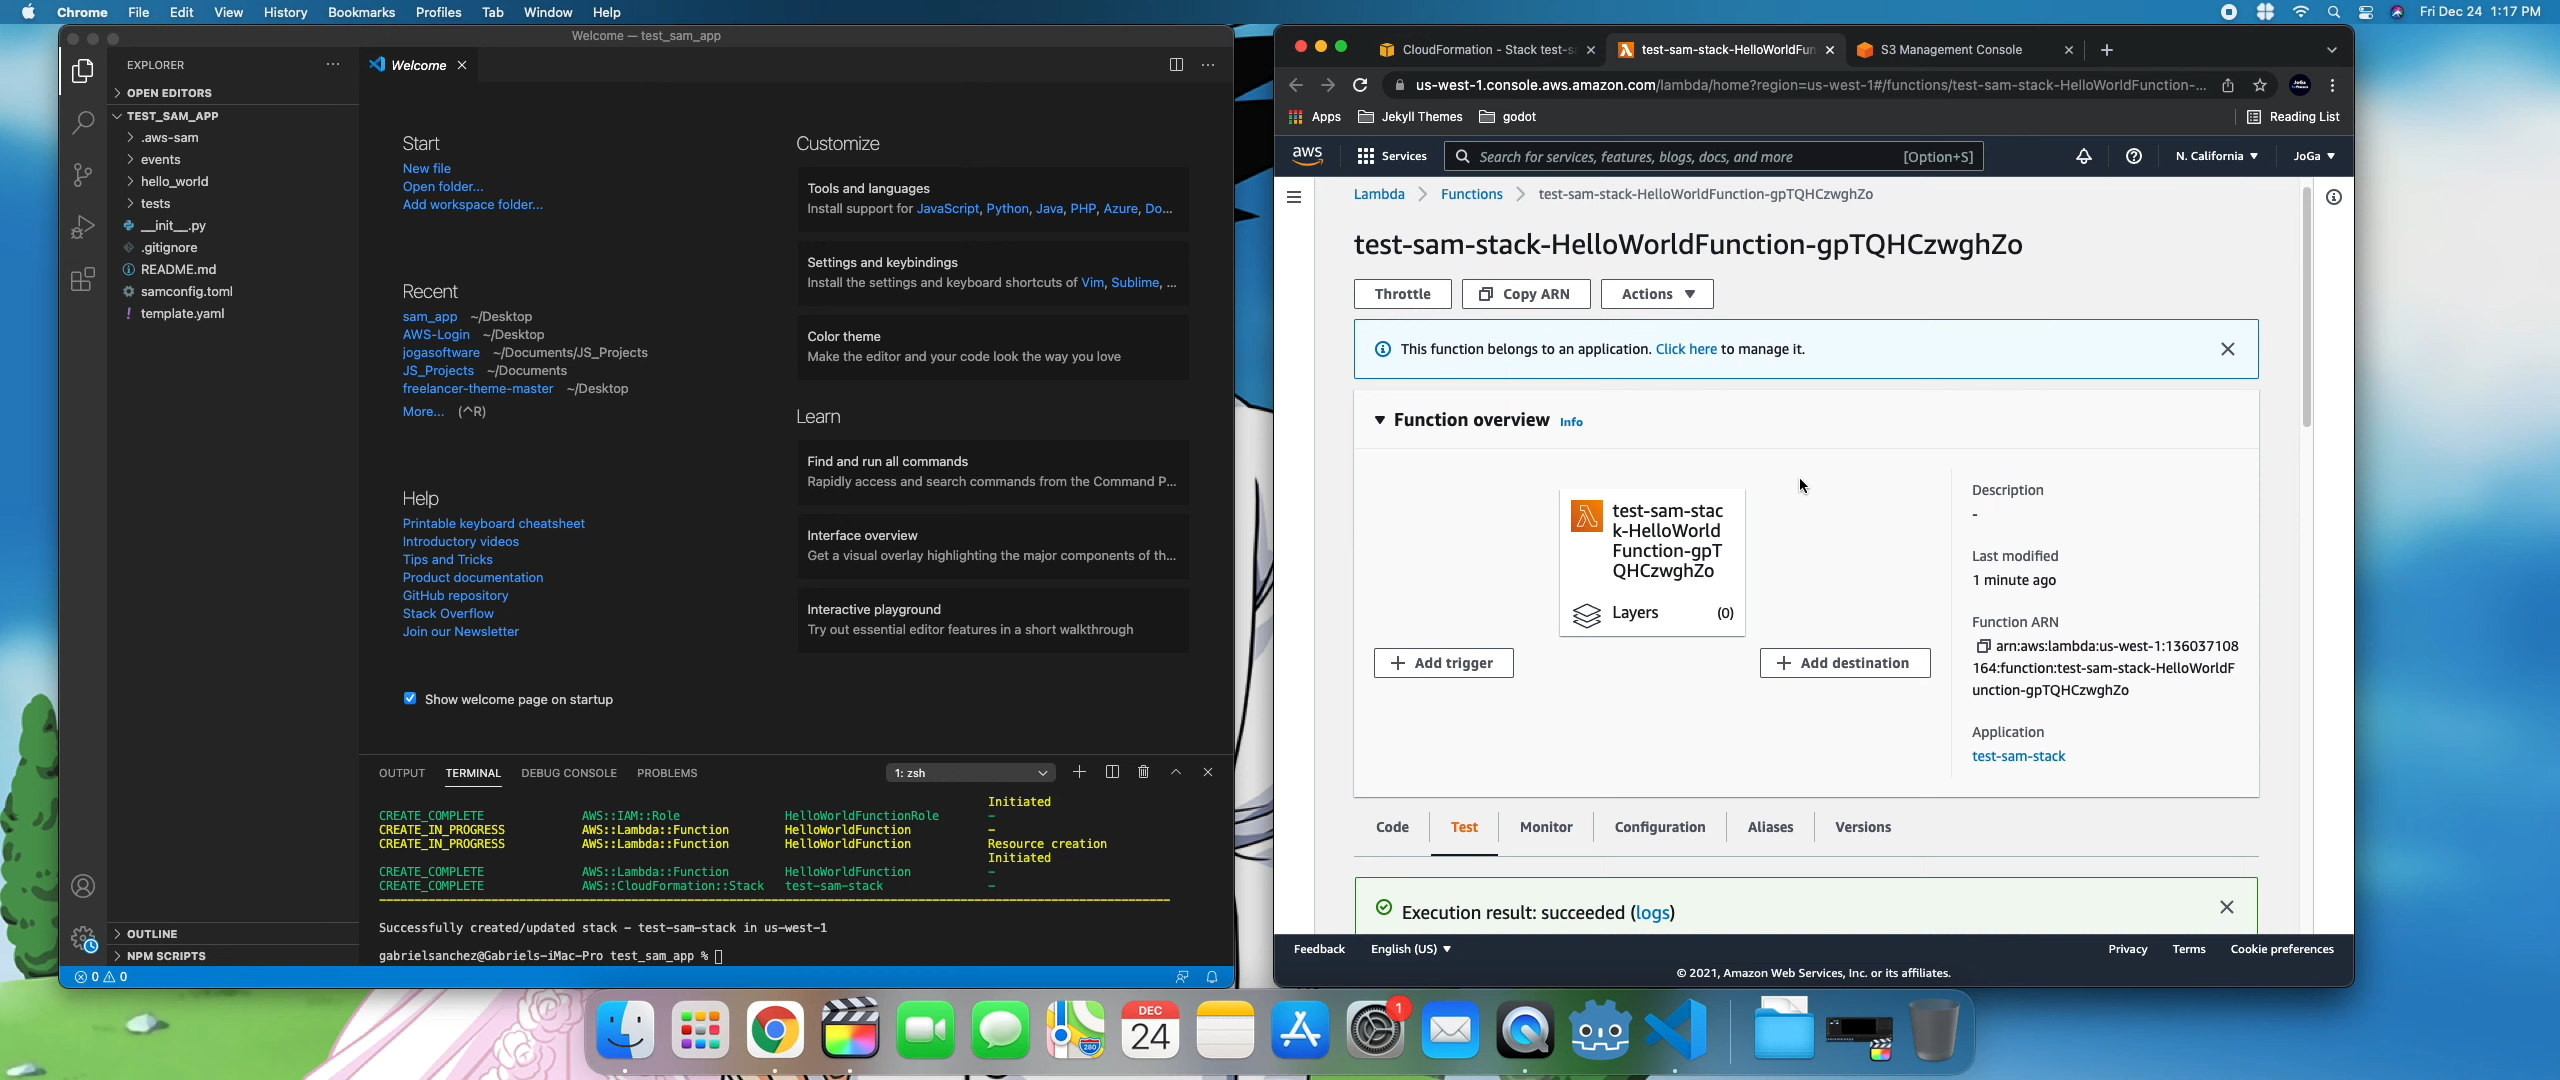 Chrome File Edit View History Bookmarks Profiles Tab Window Help
Fri Dec 24 1:17 PM
Welcome — test_sam_app
EXPLORER ...
OPEN EDITORS
TEST_SAM_APP
.aws-sam
events
hello_world
tests
__init__.py
.gitignore
README.md
samconfig.toml
! template.yaml
OUTLINE
NPM SCRIPTS
Welcome
Start
New file
Open folder...
Add workspace folder...
Recent
sam_app ~/Desktop
AWS-Login ~/Desktop
jogasoftware ~/Documents/JS_Projects
JS_Projects ~/Documents
freelancer-theme-master ~/Desktop
More... (^R)
Help
Printable keyboard cheatsheet
Introductory videos
Tips and Tricks
Product documentation
GitHub repository
Stack Overflow
Join our Newsletter
Show welcome page on startup
Customize
Tools and languages
Install support for JavaScript, Python, Java, PHP, Azure, Do...
Settings and keybindings
Install the settings and keyboard shortcuts of Vim, Sublime, ...
Color theme
Make the editor and your code look the way you love
Learn
Find and run all commands
Rapidly access and search commands from the Command P...
Interface overview
Get a visual overlay highlighting the major components of th...
Interactive playground
Try out essential editor features in a short walkthrough
OUTPUT TERMINAL DEBUG CONSOLE PROBLEMS 1: zsh
Initiated
CREATE_COMPLETE AWS::IAM::Role HelloWorldFunctionRole -
CREATE_IN_PROGRESS AWS::Lambda::Function HelloWorldFunction -
CREATE_IN_PROGRESS AWS::Lambda::Function HelloWorldFunction Resource creation
Initiated
CREATE_COMPLETE AWS::Lambda::Function HelloWorldFunction -
CREATE_COMPLETE AWS::CloudFormation::Stack test-sam-stack -
Successfully created/updated stack - test-sam-stack in us-west-1
gabrielsanchez@Gabriels-iMac-Pro test_sam_app %
0 0
CloudFormation - Stack test-s
test-sam-stack-HelloWorldFun
S3 Management Console
us-west-1.console.aws.amazon.com/lambda/home?region=us-west-1#/functions/test-sam-stack-HelloWorldFunction-...
Apps Jekyll Themes godot Reading List
aws Services Search for services, features, blogs, docs, and more [Option+S] N. California JoGa
Lambda Functions test-sam-stack-HelloWorldFunction-gpTQHCzwghZo
test-sam-stack-HelloWorldFunction-gpTQHCzwghZo
Throttle Copy ARN Actions
This function belongs to an application. Click here to manage it.
Function overview Info
test-sam-stac
k-HelloWorld
Function-gpT
QHCzwghZo
Layers (0)
+ Add trigger
+ Add destination
Description
-
Last modified
1 minute ago
Function ARN
arn:aws:lambda:us-west-1:136037108
164:function:test-sam-stack-HelloWorldF
unction-gpTQHCzwghZo
Application
test-sam-stack
Code Test Monitor Configuration Aliases Versions
Execution result: succeeded (logs)
Feedback English (US) Privacy Terms Cookie preferences
© 2021, Amazon Web Services, Inc. or its affiliates.
DEC
24
280
1